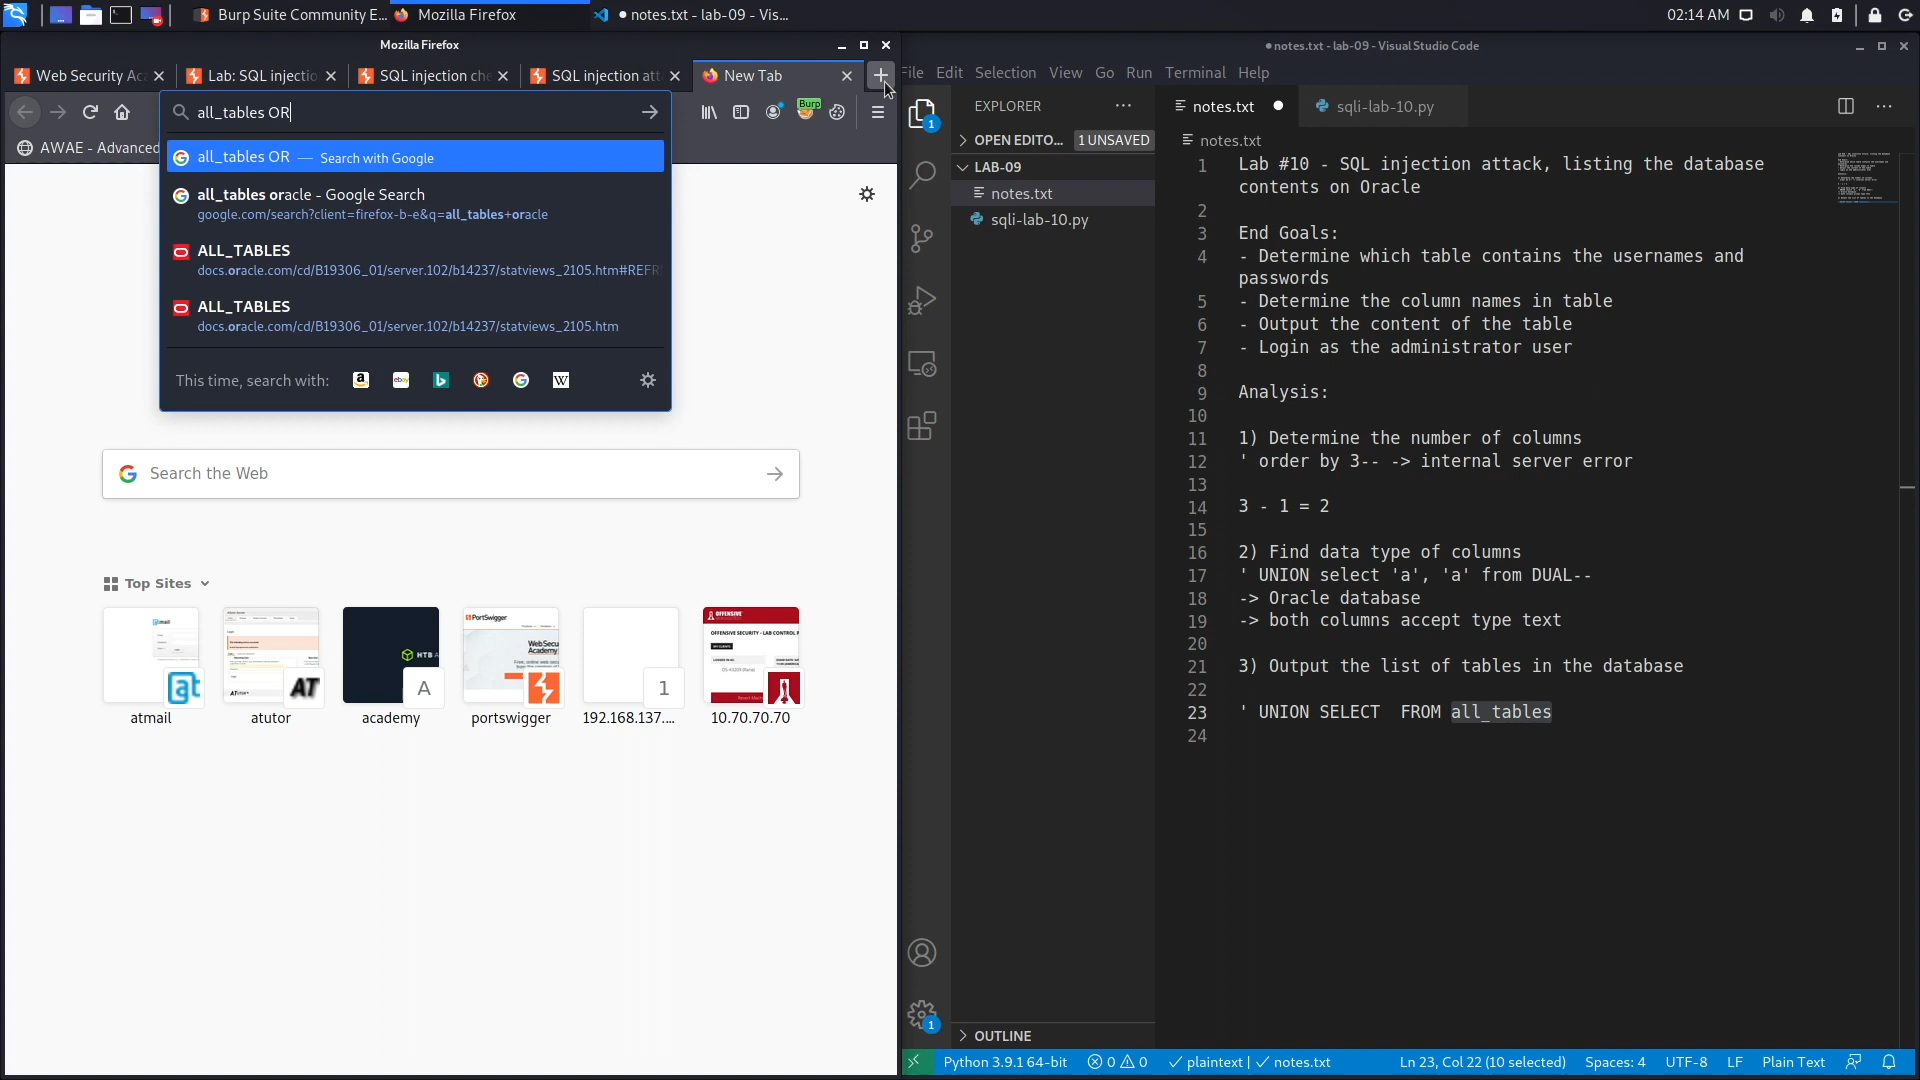 Burp Suite Community E...
Mozilla Firefox
● notes.txt - lab-09 - Vis...
02:14 AM
Mozilla Firefox
Web Security Ac
Lab: SQL injectio
SQL injection che
SQL injection att
New Tab
all_tables OR
Burp
AWAE - Advanced
all_tables OR — Search with Google
all_tables oracle - Google Search
google.com/search?client=firefox-b-e&q=all_tables+oracle
ALL_TABLES
docs.oracle.com/cd/B19306_01/server.102/b14237/statviews_2105.htm#REFR
ALL_TABLES
docs.oracle.com/cd/B19306_01/server.102/b14237/statviews_2105.htm
This time, search with:
Search the Web
Top Sites
atmail
atutor
academy
portswigger
192.168.137....
10.70.70.70
● notes.txt - lab-09 - Visual Studio Code
File Edit Selection View Go Run Terminal Help
EXPLORER
OPEN EDITO... 1 UNSAVED
LAB-09
notes.txt
sqli-lab-10.py
OUTLINE
notes.txt ● sqli-lab-10.py
notes.txt
1 Lab #10 - SQL injection attack, listing the database
contents on Oracle
2
3 End Goals:
4 - Determine which table contains the usernames and
passwords
5 - Determine the column names in table
6 - Output the content of the table
7 - Login as the administrator user
8
9 Analysis:
10
11 1) Determine the number of columns
12 ' order by 3-- -> internal server error
13
14 3 - 1 = 2
15
16 2) Find data type of columns
17 ' UNION select 'a', 'a' from DUAL--
18 -> Oracle database
19 -> both columns accept type text
20
21 3) Output the list of tables in the database
22
23 ' UNION SELECT  FROM all_tables
24
Python 3.9.1 64-bit 0 0 plaintext | notes.txt Ln 23, Col 22 (10 selected) Spaces: 4 UTF-8 LF Plain Text